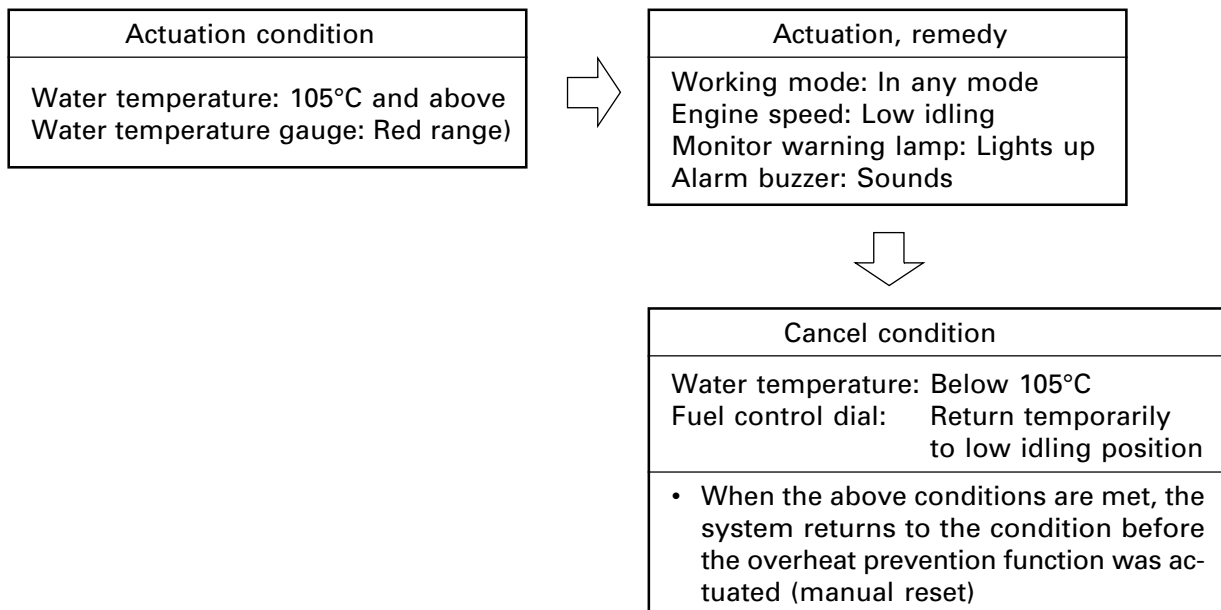 Actuation condition
Water temperature: 105°C and above
Water temperature gauge: Red range)
Actuation, remedy
Working mode: In any mode
Engine speed: Low idling
Monitor warning lamp: Lights up
Alarm buzzer: Sounds
Cancel condition
Water temperature: Below 105°C
Fuel control dial: Return temporarily
to low idling position
• When the above conditions are met, the
system returns to the condition before
the overheat prevention function was ac-
tuated (manual reset)